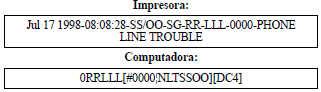 Impresora:
Jul 17 1998-08:08:28-SS/OO-SG-RR-LLL-0000-PHONE
LINE TROUBLE
Computadora:
0RRLLL[#0000¦NLTSSOO][DC4]